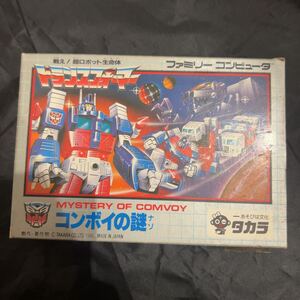 戦え!超ロボット生命体
トランスフォーマー
ファミリー コンピュータ
MYSTERY OF COMVOY
コンボイの謎
ナゾ
あそびは文化
タカラ